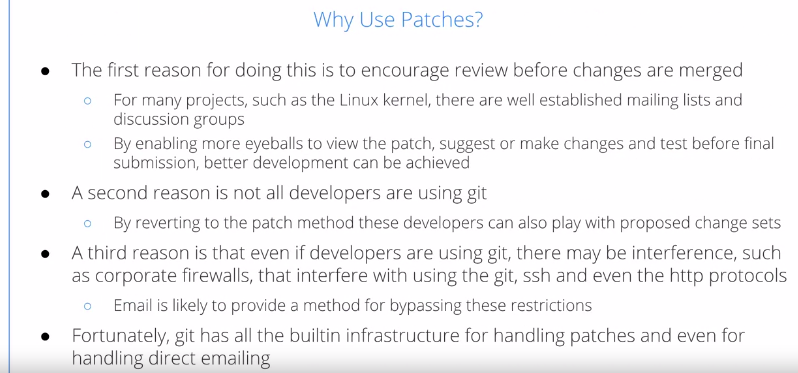 Why Use Patches?
● The first reason for doing this is to encourage review before changes are merged
○ For many projects, such as the Linux kernel, there are well established mailing lists and
discussion groups
○ By enabling more eyeballs to view the patch, suggest or make changes and test before final
submission, better development can be achieved
● A second reason is not all developers are using git
○ By reverting to the patch method these developers can also play with proposed change sets
● A third reason is that even if developers are using git, there may be interference, such
as corporate firewalls, that interfere with using the git, ssh and even the http protocols
○ Email is likely to provide a method for bypassing these restrictions
● Fortunately, git has all the builtin infrastructure for handling patches and even for
handling direct emailing